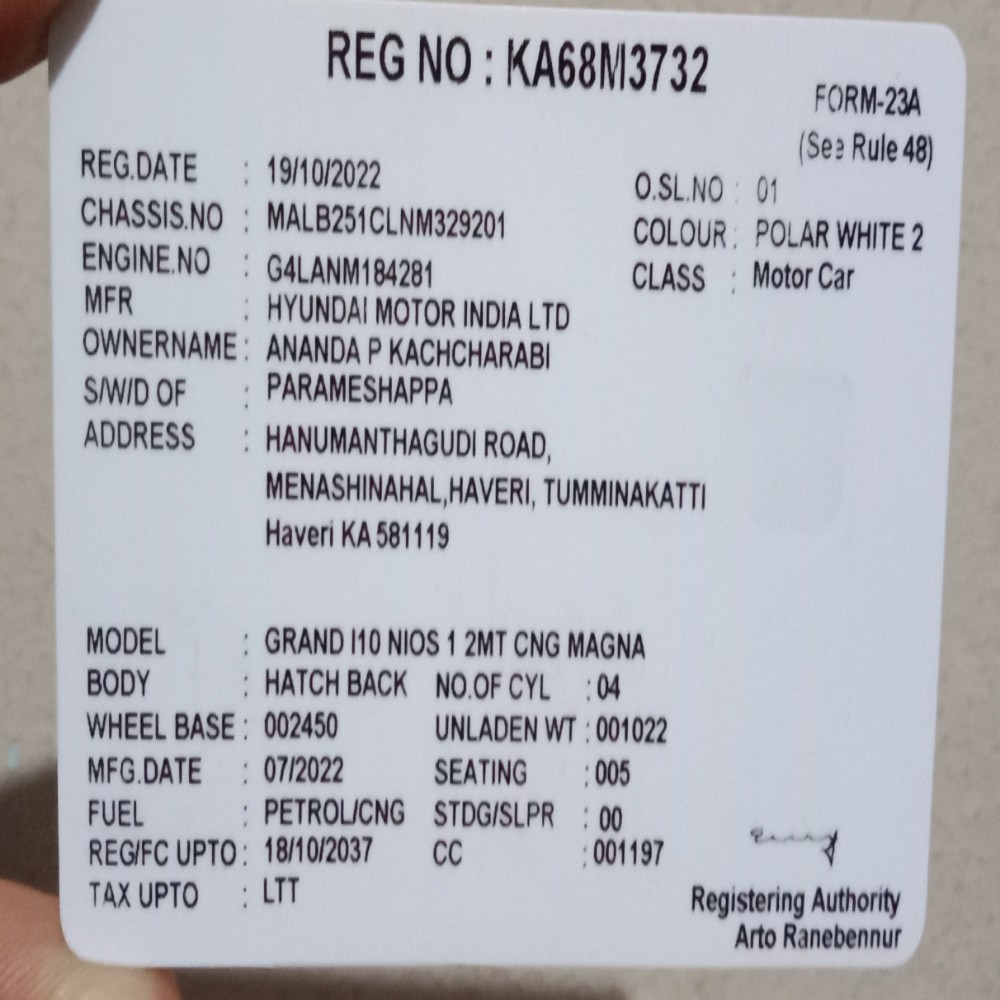 REG NO : KA68M3732
FORM-23A
(See Rule 48)
REG.DATE : 19/10/2022
O.SL.NO : 01
CHASSIS.NO : MALB251CLNM329201
COLOUR : POLAR WHITE 2
ENGINE.NO : G4LANM184281
CLASS : Motor Car
MFR : HYUNDAI MOTOR INDIA LTD
OWNERNAME : ANANDA P KACHCHARABI
S/W/D OF : PARAMESHAPPA
ADDRESS : HANUMANTHAGUDI ROAD,
MENASHINAHAL,HAVERI, TUMMINAKATTI
Haveri KA 581119
MODEL : GRAND I10 NIOS 1 2MT CNG MAGNA
BODY : HATCH BACK NO.OF CYL : 04
WHEEL BASE : 002450 UNLADEN WT : 001022
MFG.DATE : 07/2022 SEATING : 005
FUEL : PETROL/CNG STDG/SLPR : 00
REG/FC UPTO : 18/10/2037 CC : 001197
TAX UPTO : LTT
Registering Authority
Arto Ranebennur